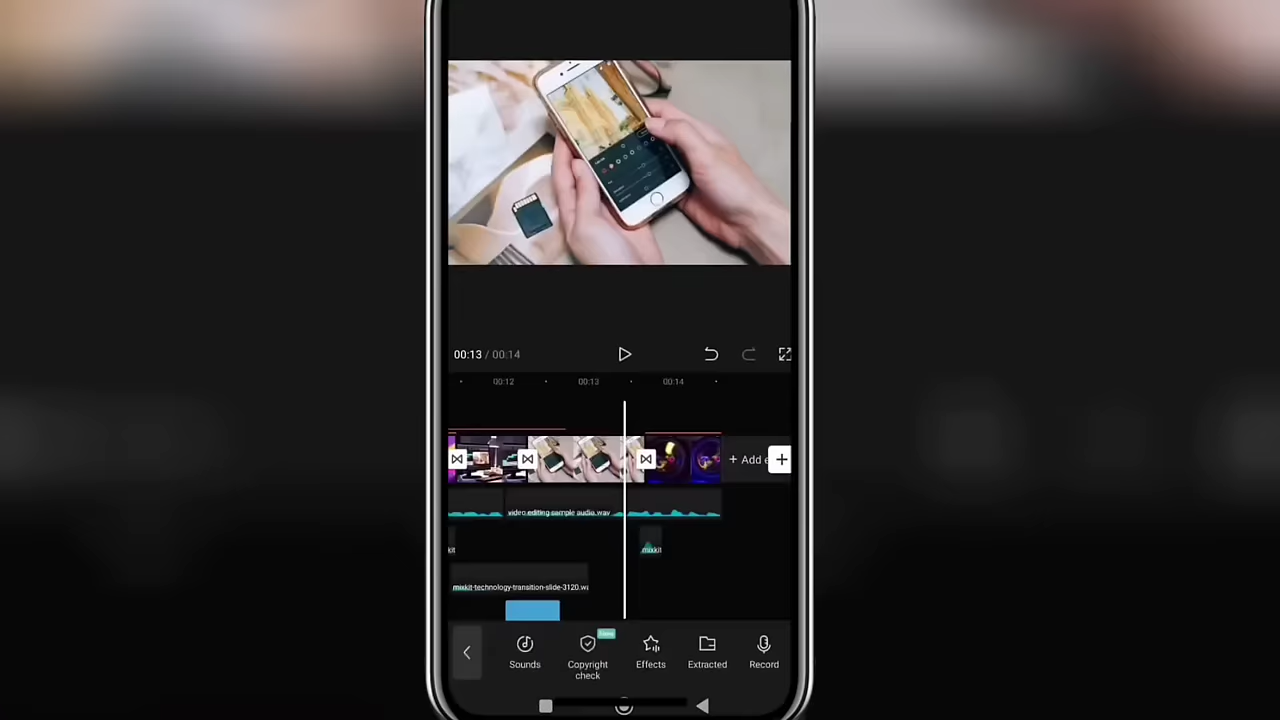 00:13 / 00:14
00:12 00:13 00:14
+ Add e
video editing sample audio.wav
mixkit
mixkit-technology-transition-slide-3120.wa
Sounds
Copyright
check
Effects
Extracted
Record